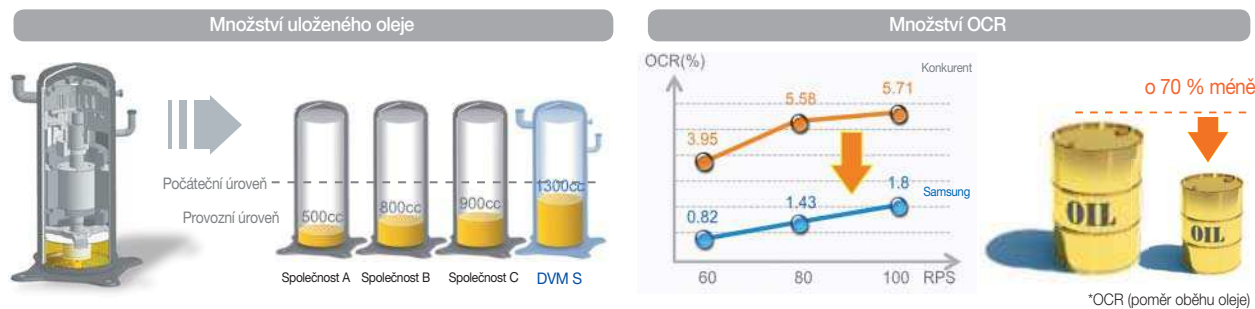 Množství uloženého oleje
Počáteční úroveň
Provozní úroveň
500cc
800cc
900cc
1300cc
Společnost A
Společnost B
Společnost C
DVM S
Množství OCR
OCR(%)
Konkurent
3.95
5.58
5.71
Samsung
0.82
1.43
1.8
60
80
100
RPS
o 70 % méně
OIL
OIL
*OCR (poměr oběhu oleje)